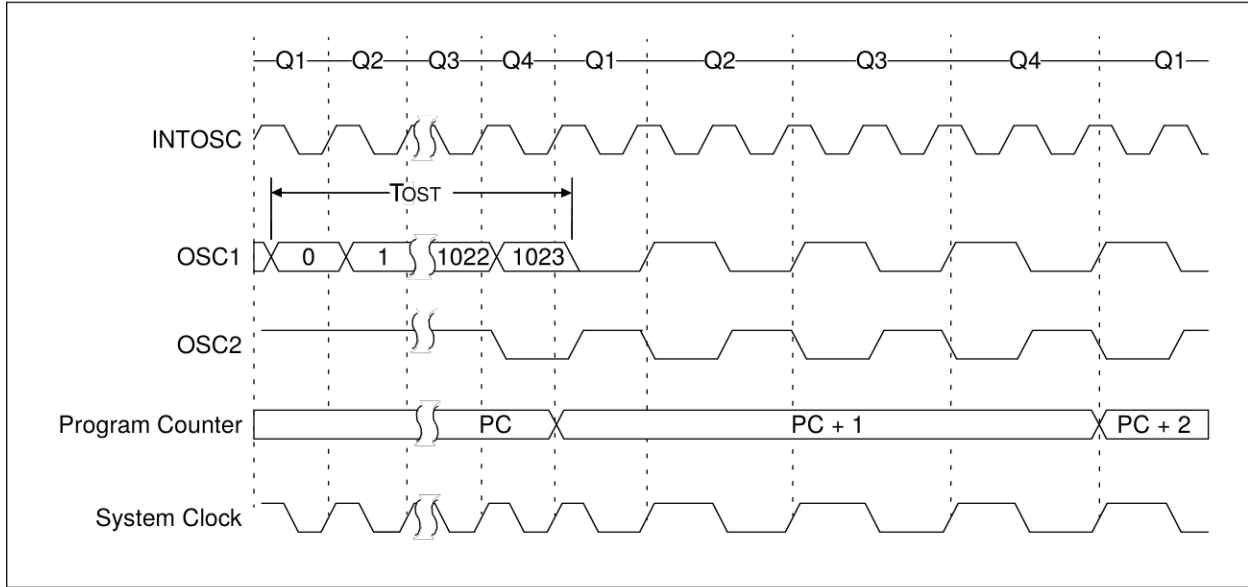 Q1 Q2 Q3 Q4 Q1 Q2 Q3 Q4 Q1
INTOSC
TOST
OSC1 0 1 1022 1023
OSC2
Program Counter PC PC + 1 PC + 2
System Clock